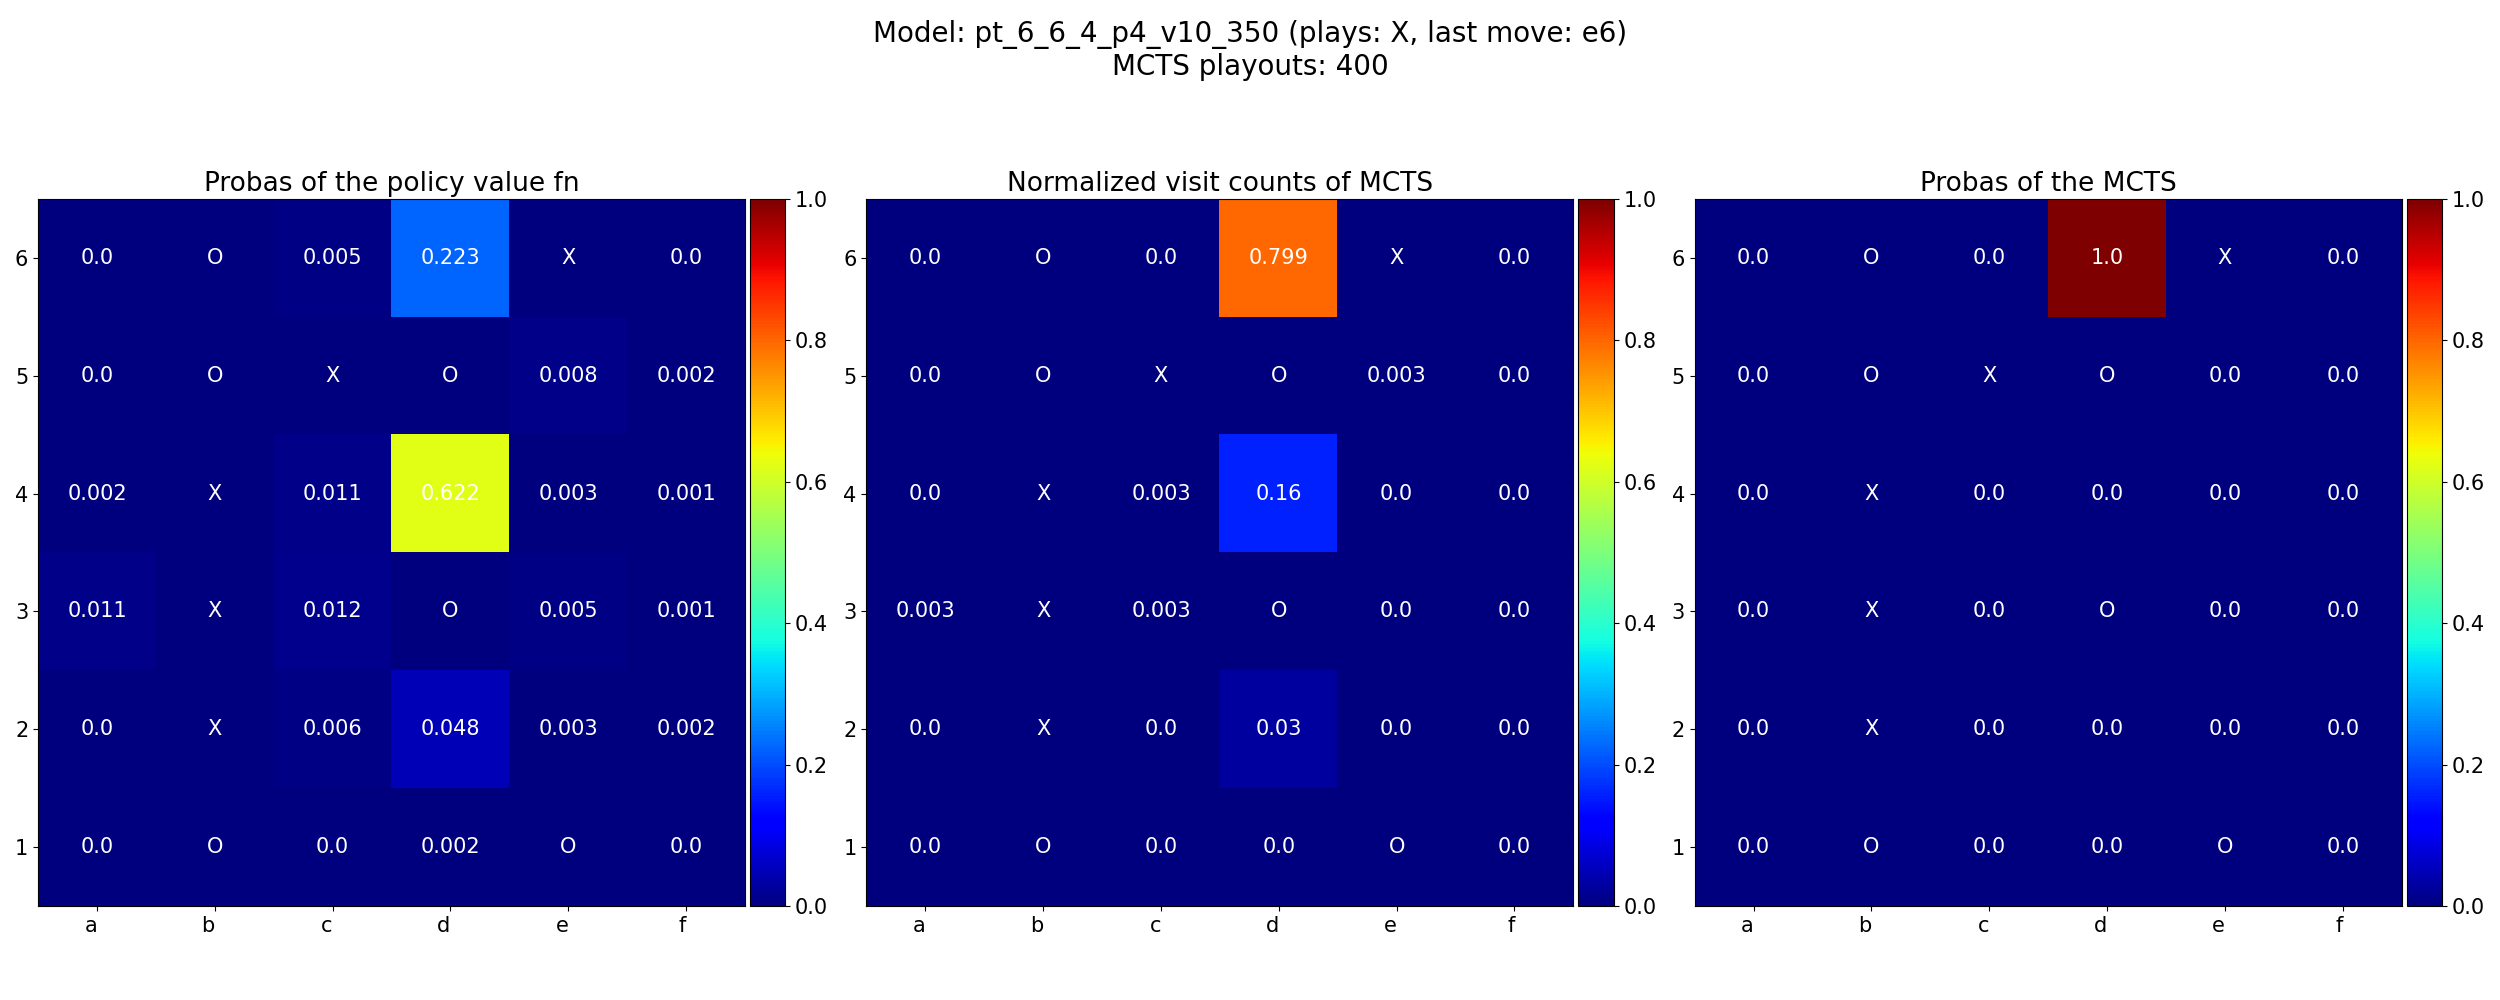 Model: pt_6_6_4_p4_v10_350 (plays: X, last move: e6)
MCTS playouts: 400
Probas of the policy value fn
1.0
6 0.0 O 0.005 0.223 X 0.0
5 0.0 O X O 0.008 0.002
0.8
4 0.002 X 0.011 0.622 0.003 0.001
0.6
3 0.011 X 0.012 O 0.005 0.001
0.4
2 0.0 X 0.006 0.048 0.003 0.002
0.2
1 0.0 O 0.0 0.002 O 0.0
0.0
a b c d e f
Normalized visit counts of MCTS
1.0
6 0.0 O 0.0 0.799 X 0.0
5 0.0 O X O 0.003 0.0
0.8
4 0.0 X 0.003 0.16 0.0 0.0
0.6
3 0.003 X 0.003 O 0.0 0.0
0.4
2 0.0 X 0.0 0.03 0.0 0.0
0.2
1 0.0 O 0.0 0.0 O 0.0
0.0
a b c d e f
Probas of the MCTS
1.0
6 0.0 O 0.0 1.0 X 0.0
5 0.0 O X O 0.0 0.0
0.8
4 0.0 X 0.0 0.0 0.0 0.0
0.6
3 0.0 X 0.0 O 0.0 0.0
0.4
2 0.0 X 0.0 0.0 0.0 0.0
0.2
1 0.0 O 0.0 0.0 O 0.0
0.0
a b c d e f